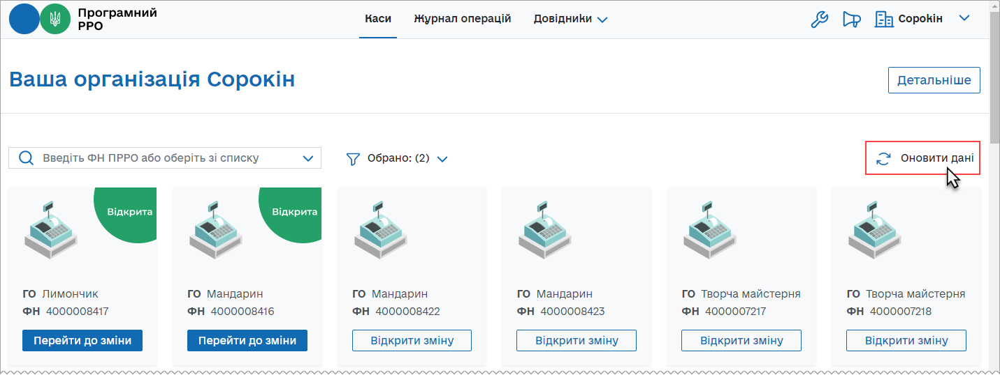 Програмний
РРО
Каси Журнал операцій Довідники Сорокін
Ваша організація Сорокін Детальніше
Введіть ФН ПРРО або оберіть зі списку Обрано: (2) Оновити дані
Відкрита Відкрита
ГО Лимончик ГО Мандарин ГО Мандарин ГО Мандарин ГО Творча майстерня ГО Творча майстерня
ФН 4000008417 ФН 4000008416 ФН 4000008422 ФН 4000008423 ФН 4000007217 ФН 4000007218
Перейти до зміни Перейти до зміни Відкрити зміну Відкрити зміну Відкрити зміну Відкрити зміну